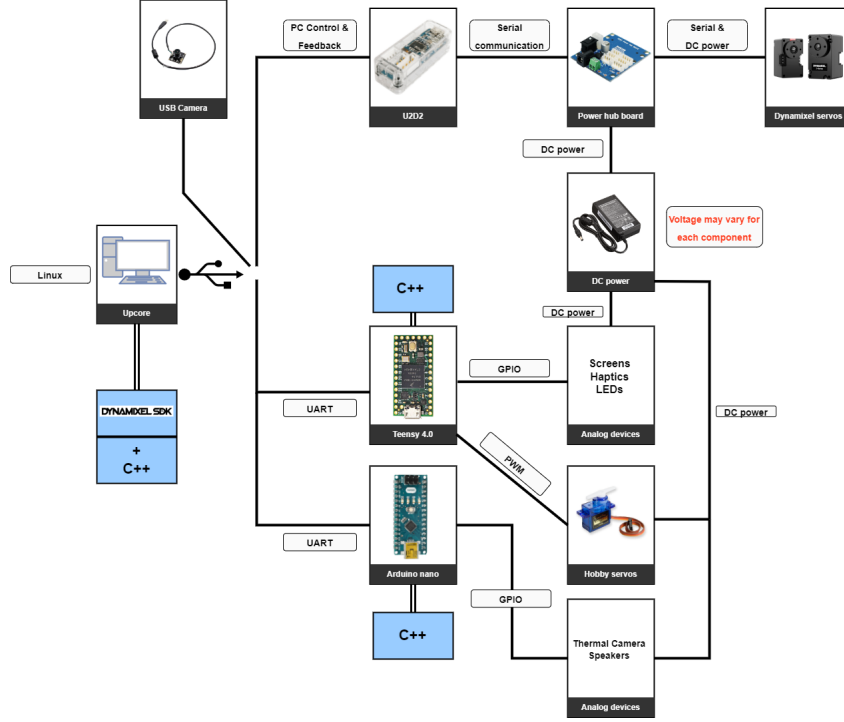 PC Control &
Feedback
Serial
communication
Serial &
DC power
USB Camera
U2D2
Power hub board
Dynamixel servos
DC power
Voltage may vary for
each component
Linux
Upcore
DC power
C++
DC power
DYNAMIXEL SDK
+
C++
GPIO
Screens
Haptics
LEDs
UART
Teensy 4.0
Analog devices
DC power
PWM
UART
Arduino nano
Hobby servos
GPIO
C++
Thermal Camera
Speakers
Analog devices